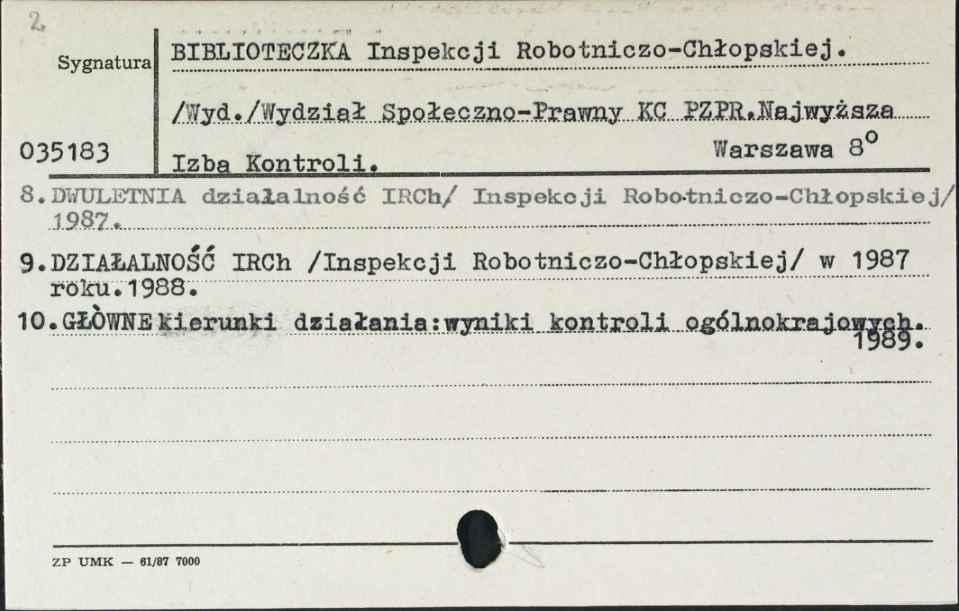 2
Sygnatura
BIBLIOTECZKA Inspekcji Robotniczo-Chłopskiej.
/Wyd./Wydział Społeczno-Prawny KC PZPR.Najwyższa
035183
Izba Kontroli. Warszawa 8°
8.DWULETNIA działalność IRCh/ Inspekcji Robotniczo-Chłopskiej/
1987.
9.DZIAŁALNOŚĆ IRCh /Inspekcji Robotniczo-Chłopskiej/ w 1987
roku.1988.
10.GŁÒWNE kierunki działania:wyniki kontroli ogólnokrajowych.
1989.
ZP UMK — 61/87 7000